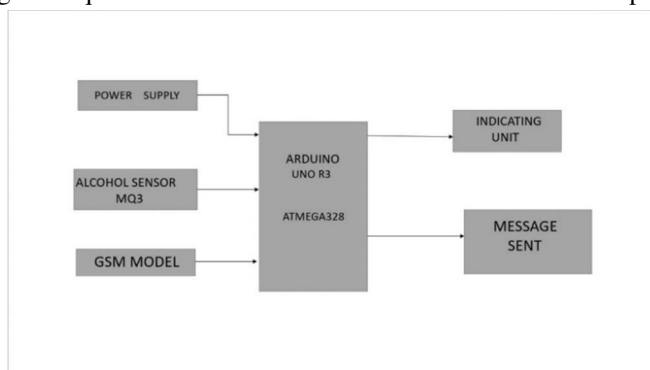 POWER SUPPLY
ALCOHOL SENSOR
MQ3
GSM MODEL
ARDUINO
UNO R3
ATMEGA328
INDICATING
UNIT
MESSAGE
SENT